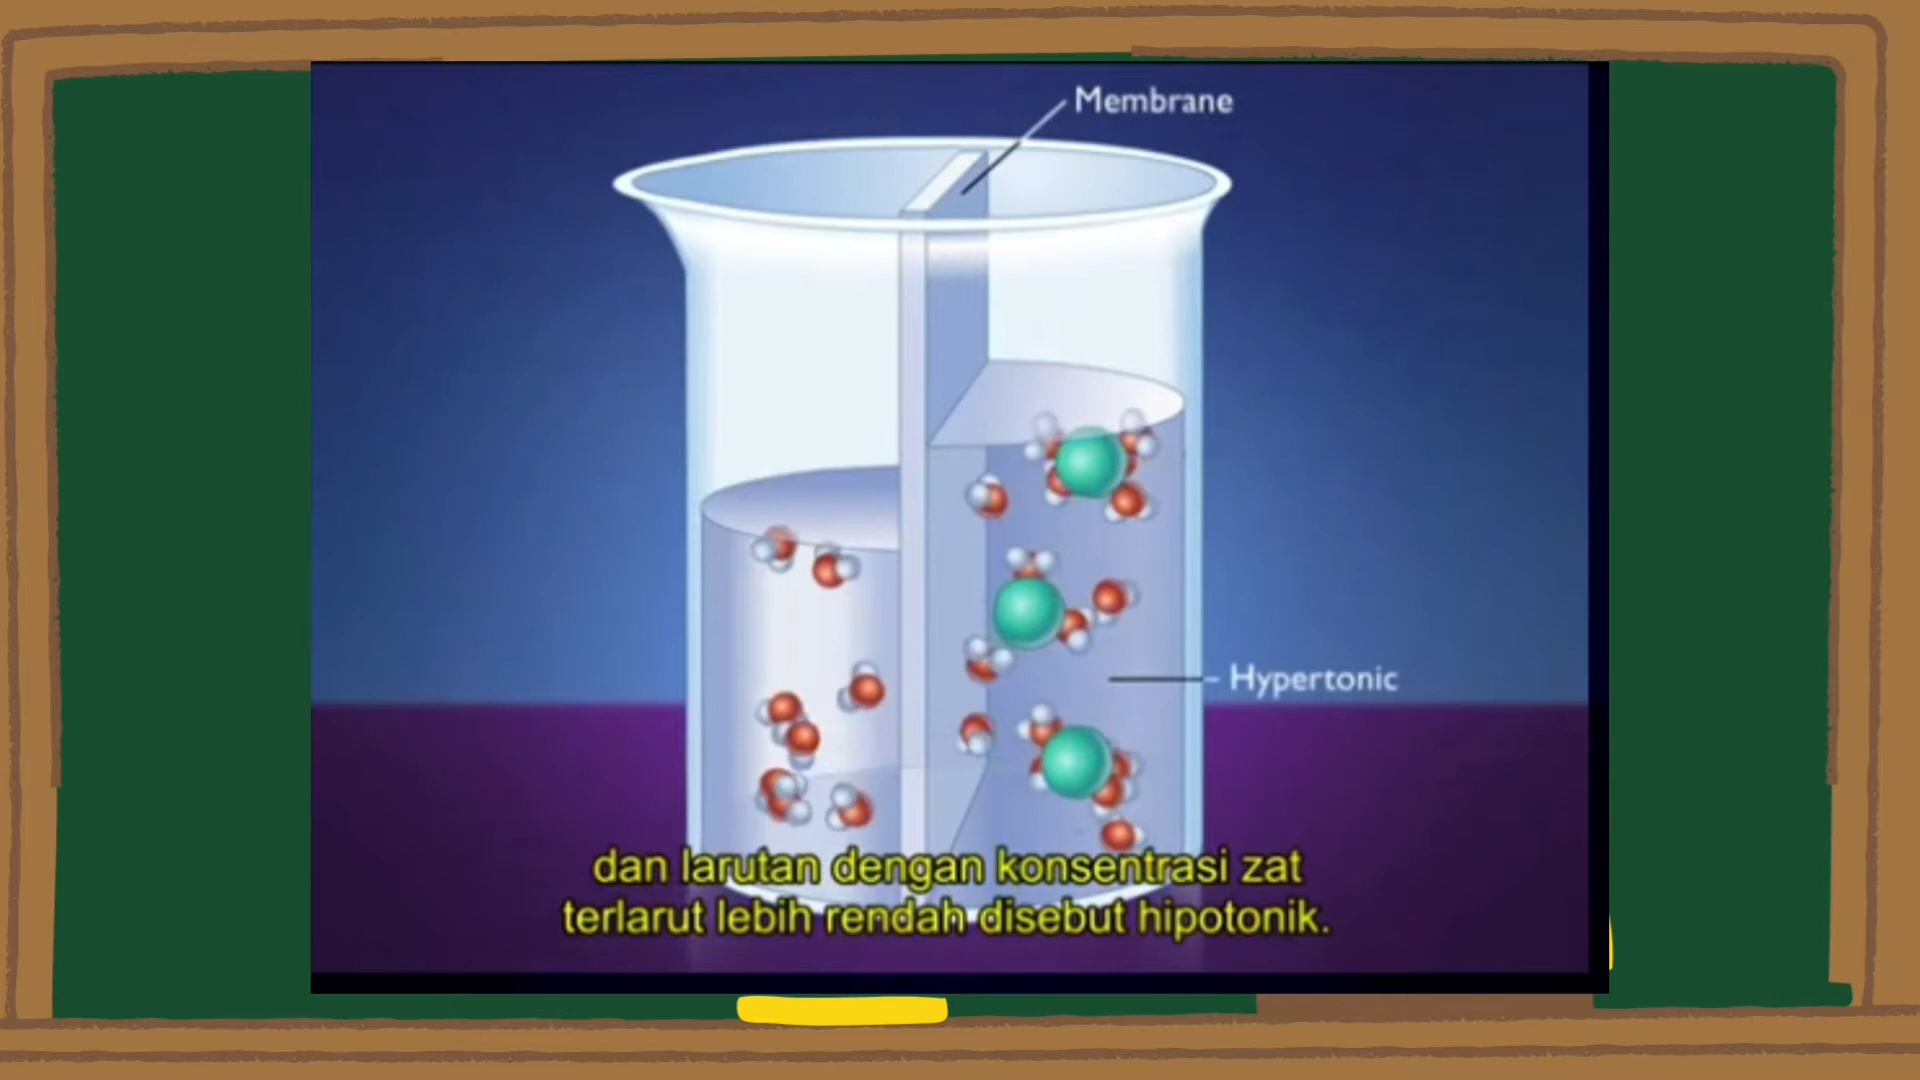 Membrane
Hypertonic
dan larutan dengan konsentrasi zat
terlarut lebih rendah disebut hipotonik.